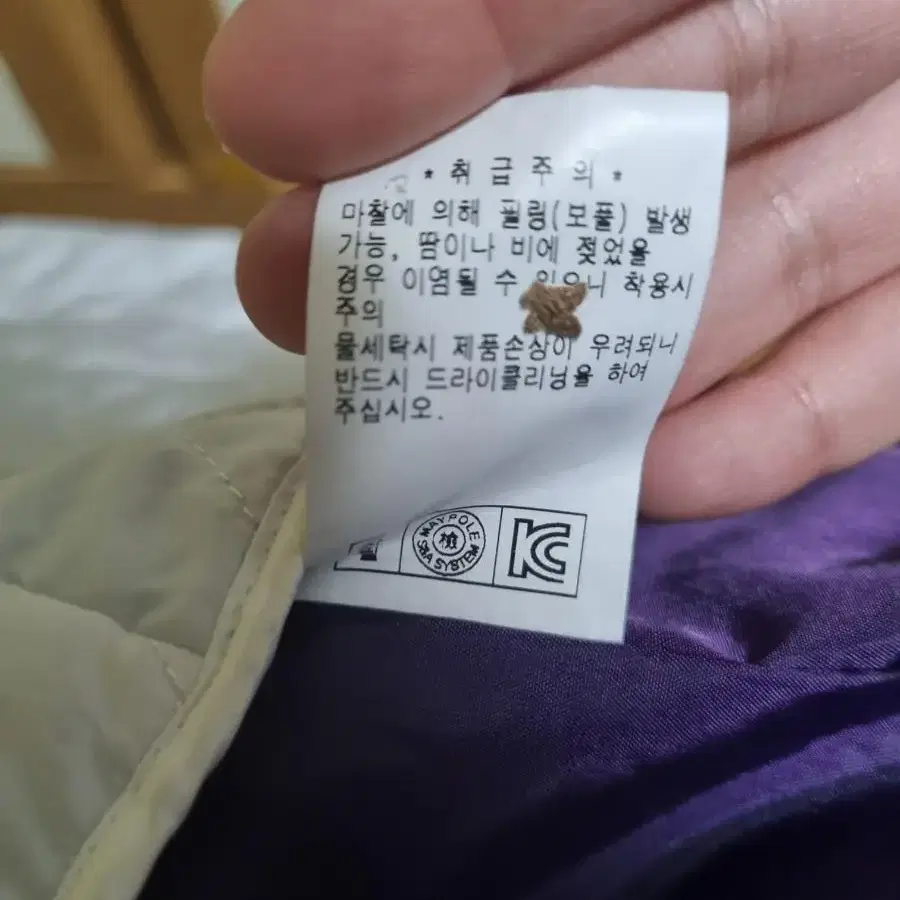 * 취 급 주 의 *
마찰에 의해 필링(보풀) 발생
가능, 땀이나 비에 젖었을
경우 이염될 수 있으니 착용시
주의
물세탁시 제품손상이 우려되니
반드시 드라이클리닝을 하여
주십시오.
MAYPOLE
檢
S&A SYSTEM
KC